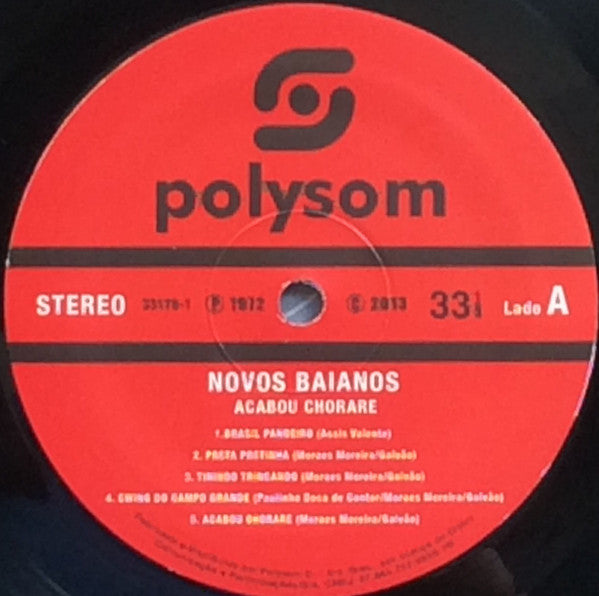 polysom
STEREO 33178-1 ℗ 1972 © 2013 33 1/3 Lado A
NOVOS BAIANOS
ACABOU CHORARE
1. BRASIL PANDEIRO (Assis Valente)
2. PRETA PRETINHA (Moraes Moreira/Galvão)
3. TININDO TRINCANDO (Moraes Moreira/Galvão)
4. SWING DO CAMPO GRANDE (Paulinho Boca de Cantor/Moraes Moreira/Galvão)
5. ACABOU CHORARE (Moraes Moreira/Galvão)